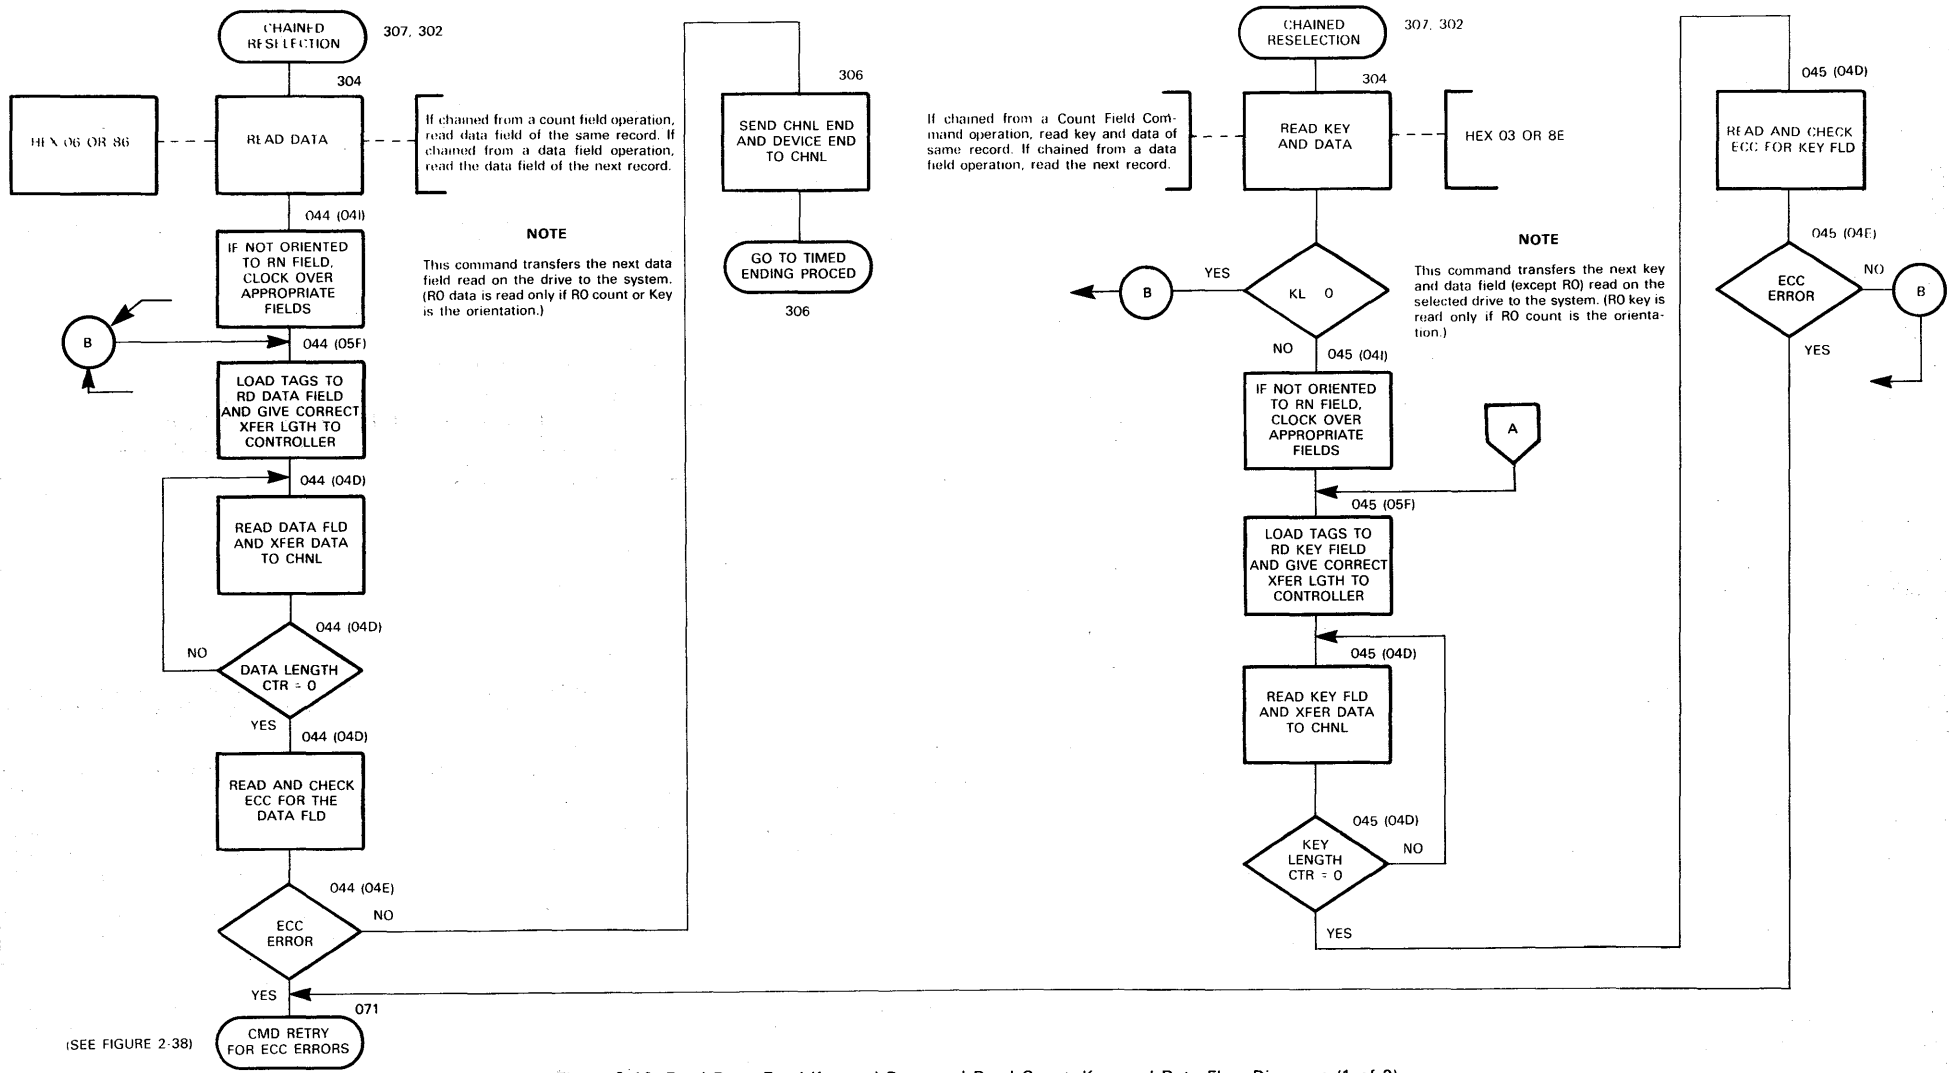 CHAINED
RESELECTION
307, 302
304
HEX 06 OR 86
READ DATA
If chained from a count field operation,
read data field of the same record. If
chained from a data field operation,
read the data field of the next record.
044 (04I)
IF NOT ORIENTED
TO RN FIELD,
CLOCK OVER
APPROPRIATE
FIELDS
NOTE
This command transfers the next data
field read on the drive to the system.
(RO data is read only if RO count or Key
is the orientation.)
B
044 (05F)
LOAD TAGS TO
RD DATA FIELD
AND GIVE CORRECT
XFER LGTH TO
CONTROLLER
044 (04D)
READ DATA FLD
AND XFER DATA
TO CHNL
044 (04D)
NO
DATA LENGTH
CTR = 0
YES
044 (04D)
READ AND CHECK
ECC FOR THE
DATA FLD
044 (04E)
ECC
ERROR
NO
YES
071
(SEE FIGURE 2-38)
CMD RETRY
FOR ECC ERRORS
306
SEND CHNL END
AND DEVICE END
TO CHNL
GO TO TIMED
ENDING PROCED
306
CHAINED
RESELECTION
307, 302
304
If chained from a Count Field Com-
mand operation, read key and data of
same record. If chained from a data
field operation, read the next record.
READ KEY
AND DATA
HEX 03 OR 8E
NOTE
This command transfers the next key
and data field (except RO) read on the
selected drive to the system. (RO key is
read only if RO count is the orienta-
tion.)
B
YES
KL 0
NO
045 (04I)
IF NOT ORIENTED
TO RN FIELD,
CLOCK OVER
APPROPRIATE
FIELDS
A
045 (05F)
LOAD TAGS TO
RD KEY FIELD
AND GIVE CORRECT
XFER LGTH TO
CONTROLLER
045 (04D)
READ KEY FLD
AND XFER DATA
TO CHNL
045 (04D)
KEY
LENGTH
CTR = 0
NO
YES
045 (04D)
READ AND CHECK
ECC FOR KEY FLD
045 (04E)
ECC
ERROR
NO
B
YES